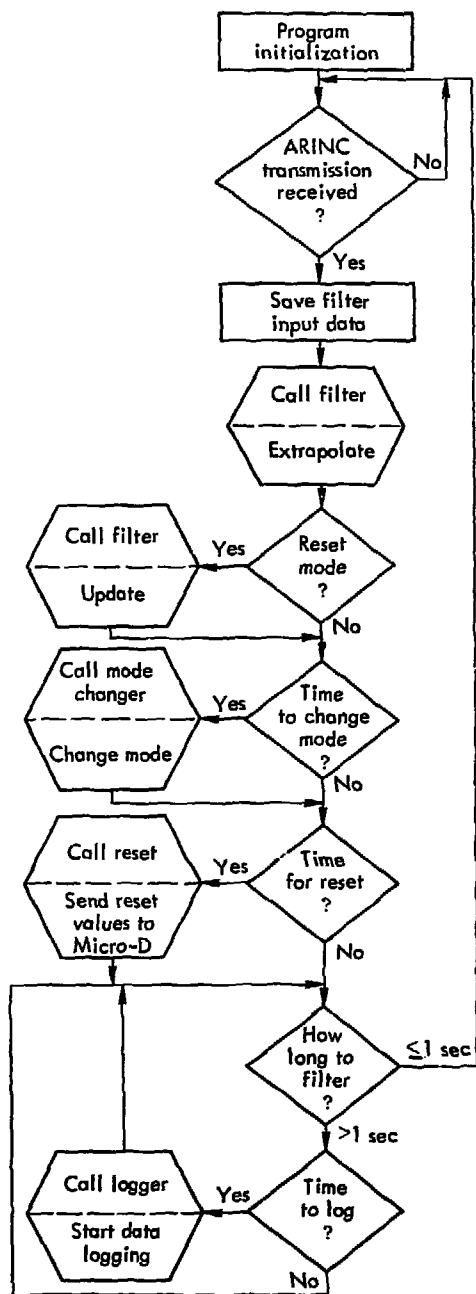 Program
initialization
ARINC
transmission
received
?
No
Yes
Save filter
input data
Call filter
Extrapolate
Reset
mode
?
Yes
Call filter
Update
No
Time
to change
mode
?
Yes
Call mode
changer
Change mode
No
Time
for reset
?
Yes
Call reset
Send reset
values to
Micro-D
No
How
long to
filter
?
≤1 sec
>1 sec
Time
to log
?
Yes
Call logger
Start data
logging
No